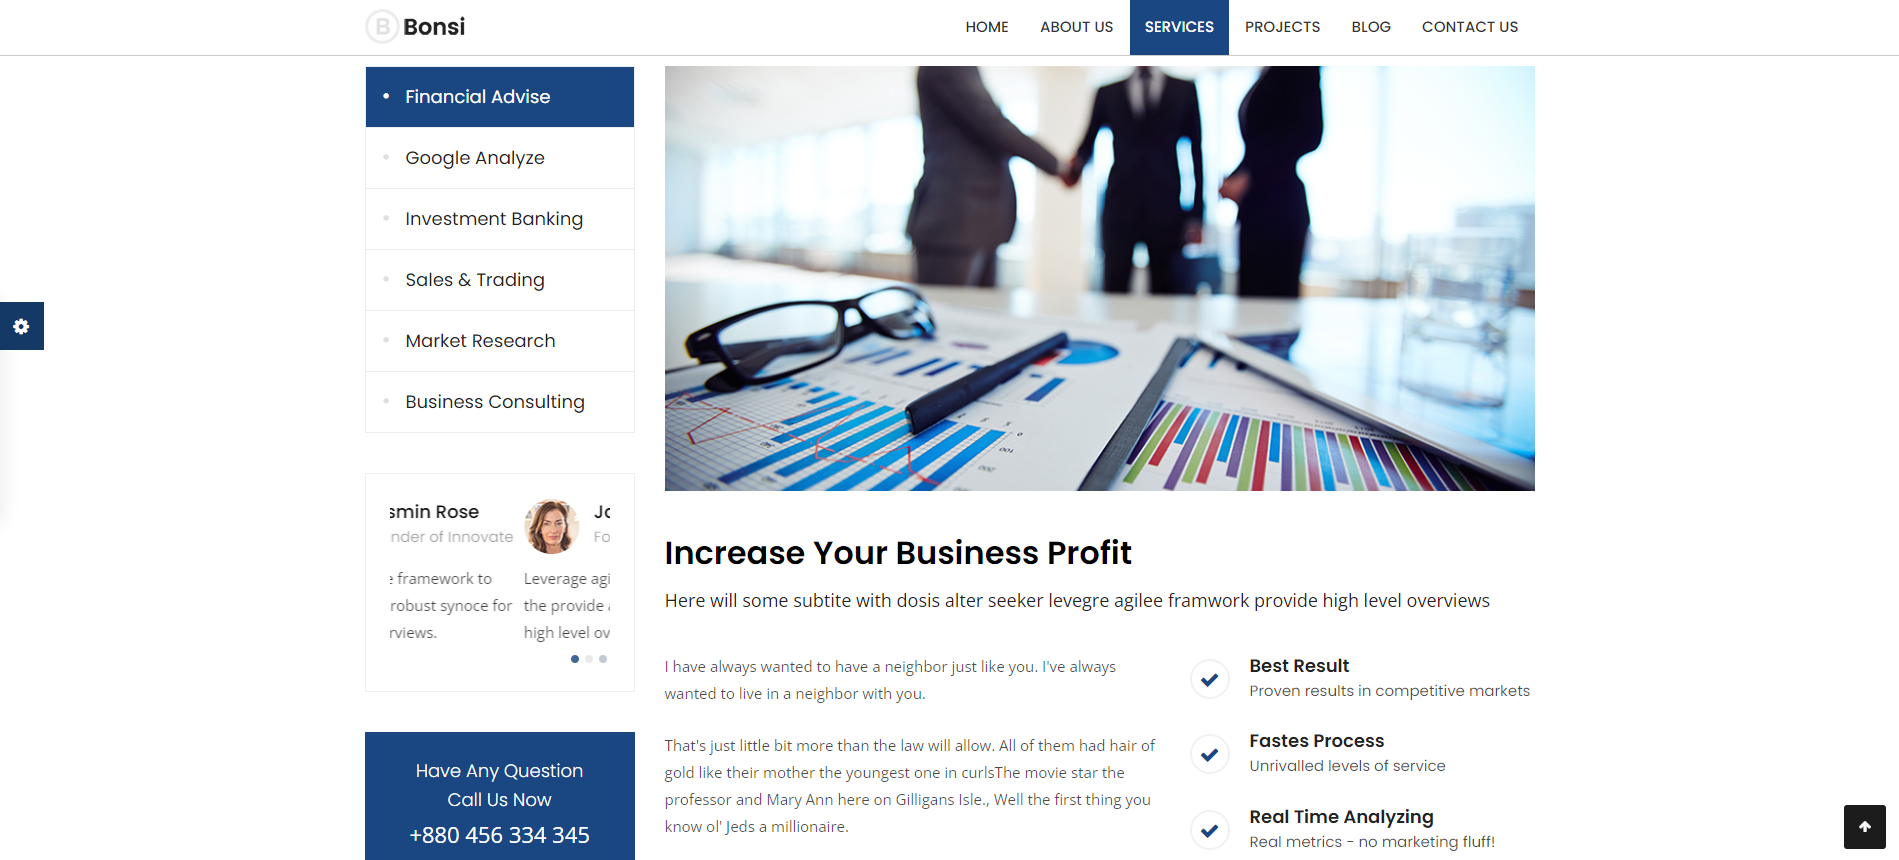 B Bonsi
HOME ABOUT US SERVICES PROJECTS BLOG CONTACT US
Financial Advise
Google Analyze
Investment Banking
Sales & Trading
Market Research
Business Consulting
smin Rose
nder of Innovate
framework to
robust synoce for
rviews.
Jo
Fo
Leverage agi
the provide
high level ov
Have Any Question
Call Us Now
+880 456 334 345
Increase Your Business Profit
Here will some subtite with dosis alter seeker levegre agilee framwork provide high level overviews
I have always wanted to have a neighbor just like you. I've always
wanted to live in a neighbor with you.
That's just little bit more than the law will allow. All of them had hair of
gold like their mother the youngest one in curlsThe movie star the
professor and Mary Ann here on Gilligans Isle., Well the first thing you
know ol' Jeds a millionaire.
Best Result
Proven results in competitive markets
Fastes Process
Unrivalled levels of service
Real Time Analyzing
Real metrics - no marketing fluff!